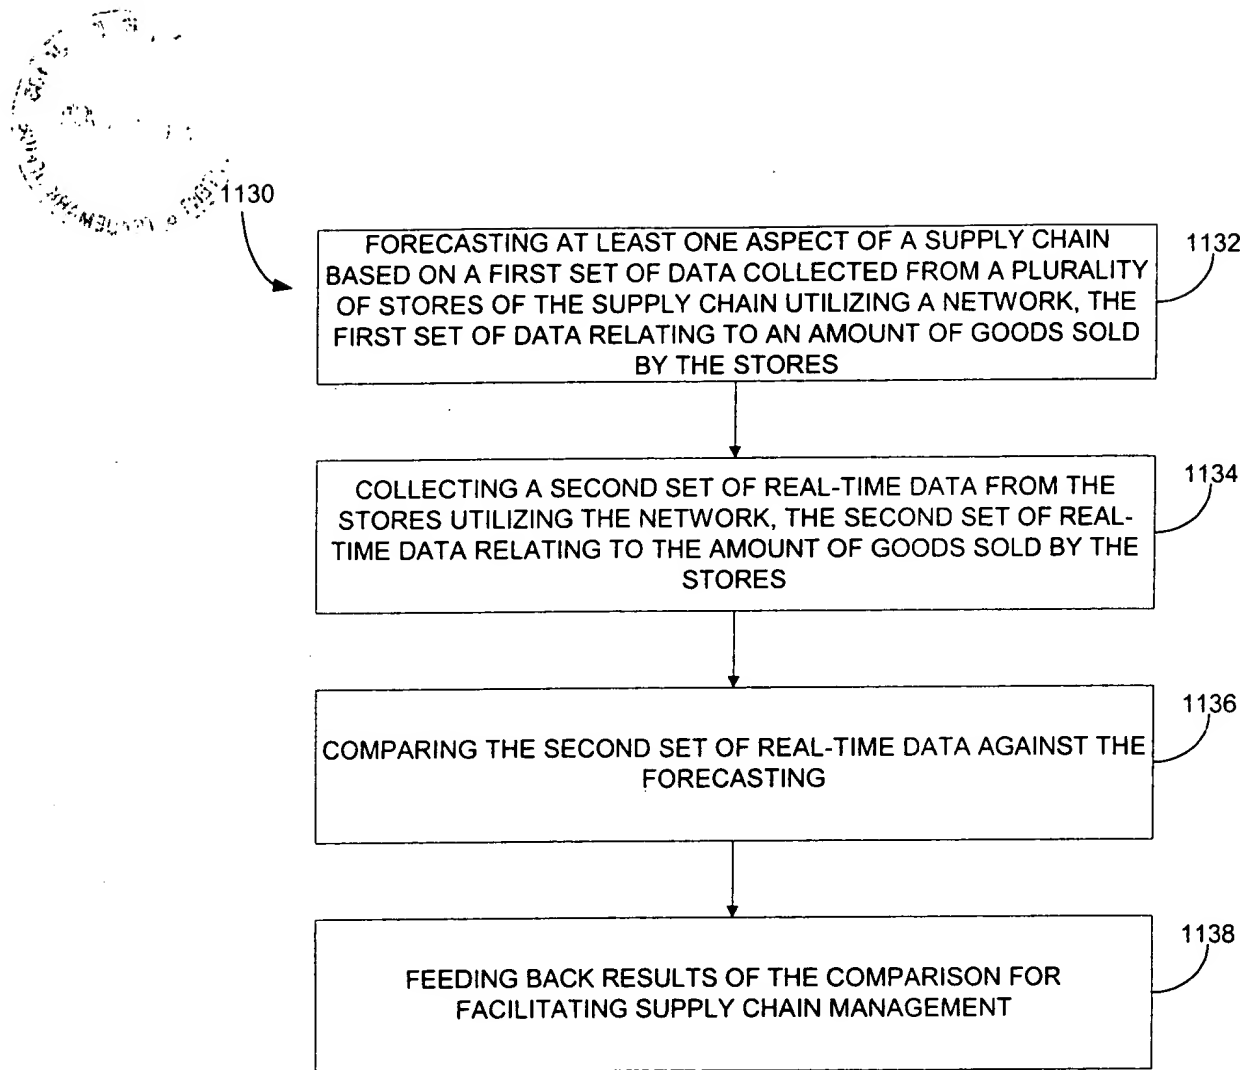 1130
FORECASTING AT LEAST ONE ASPECT OF A SUPPLY CHAIN
BASED ON A FIRST SET OF DATA COLLECTED FROM A PLURALITY
OF STORES OF THE SUPPLY CHAIN UTILIZING A NETWORK, THE
FIRST SET OF DATA RELATING TO AN AMOUNT OF GOODS SOLD
BY THE STORES
1132
COLLECTING A SECOND SET OF REAL-TIME DATA FROM THE
STORES UTILIZING THE NETWORK, THE SECOND SET OF REAL-
TIME DATA RELATING TO THE AMOUNT OF GOODS SOLD BY THE
STORES
1134
COMPARING THE SECOND SET OF REAL-TIME DATA AGAINST THE
FORECASTING
1136
FEEDING BACK RESULTS OF THE COMPARISON FOR
FACILITATING SUPPLY CHAIN MANAGEMENT
1138